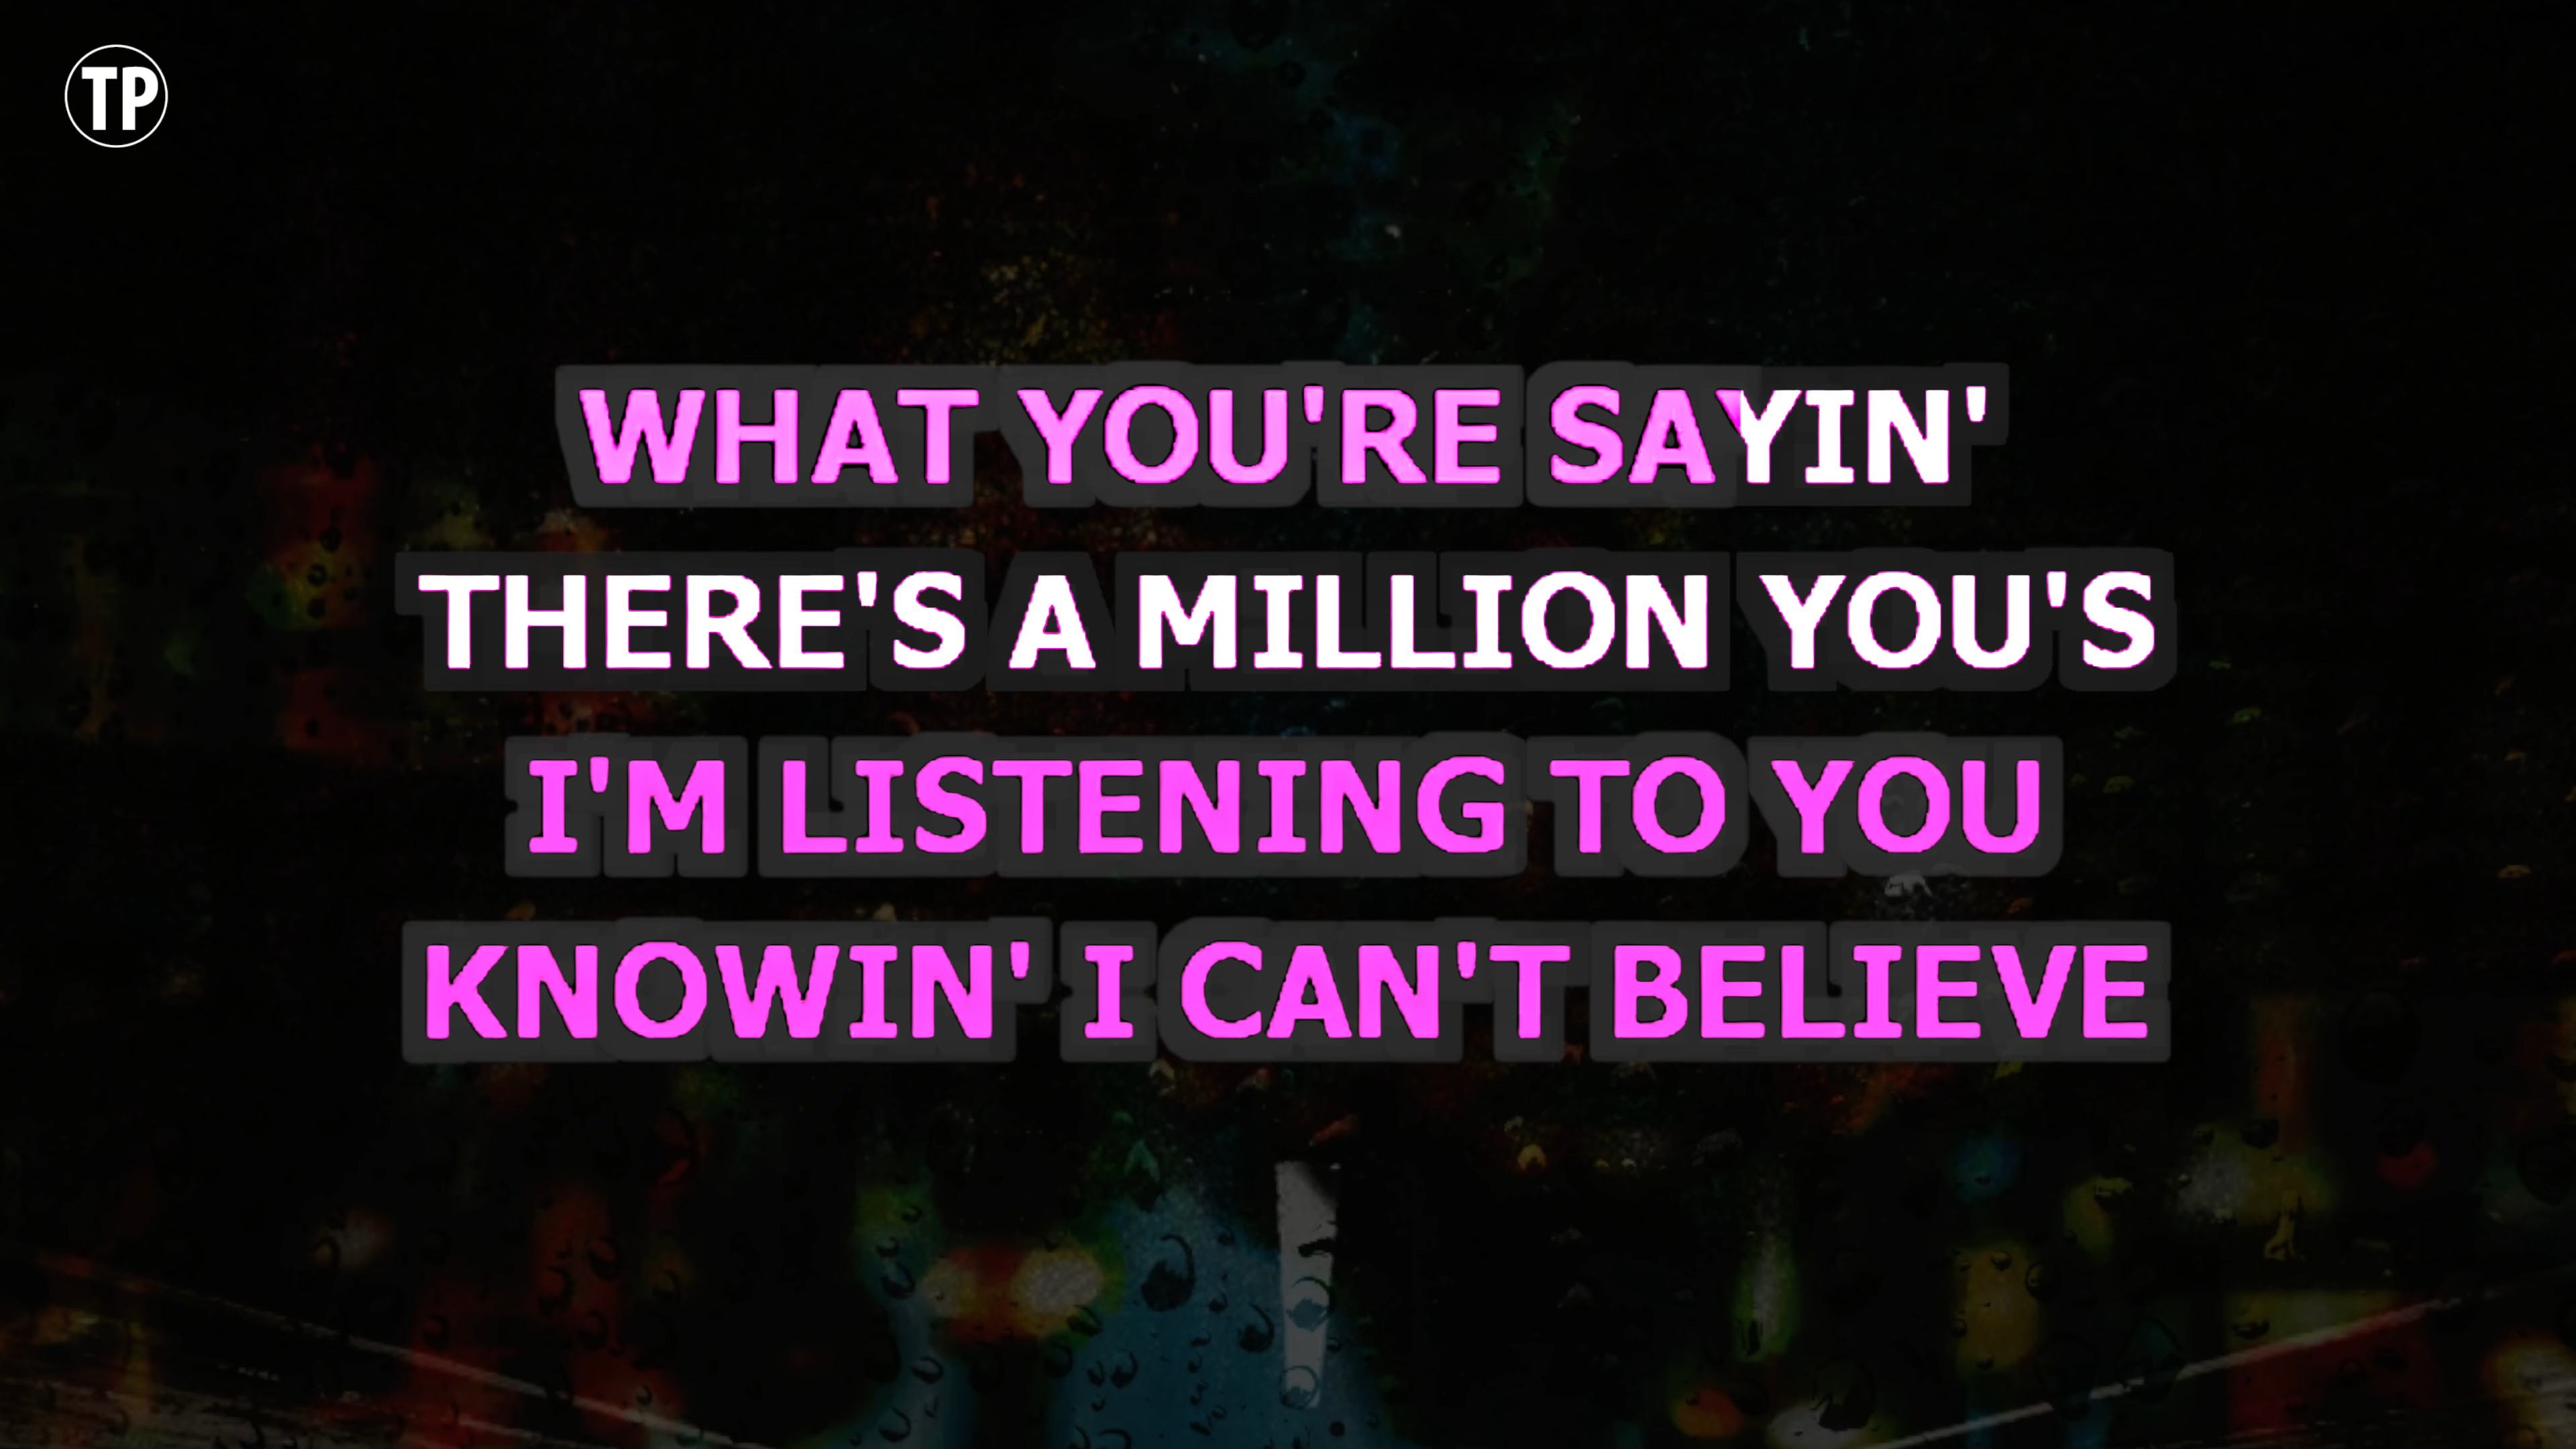 TP
WHAT YOU'RE SAYIN'
THERE'S A MILLION YOU'S
I'M LISTENING TO YOU
KNOWIN' I CAN'T BELIEVE